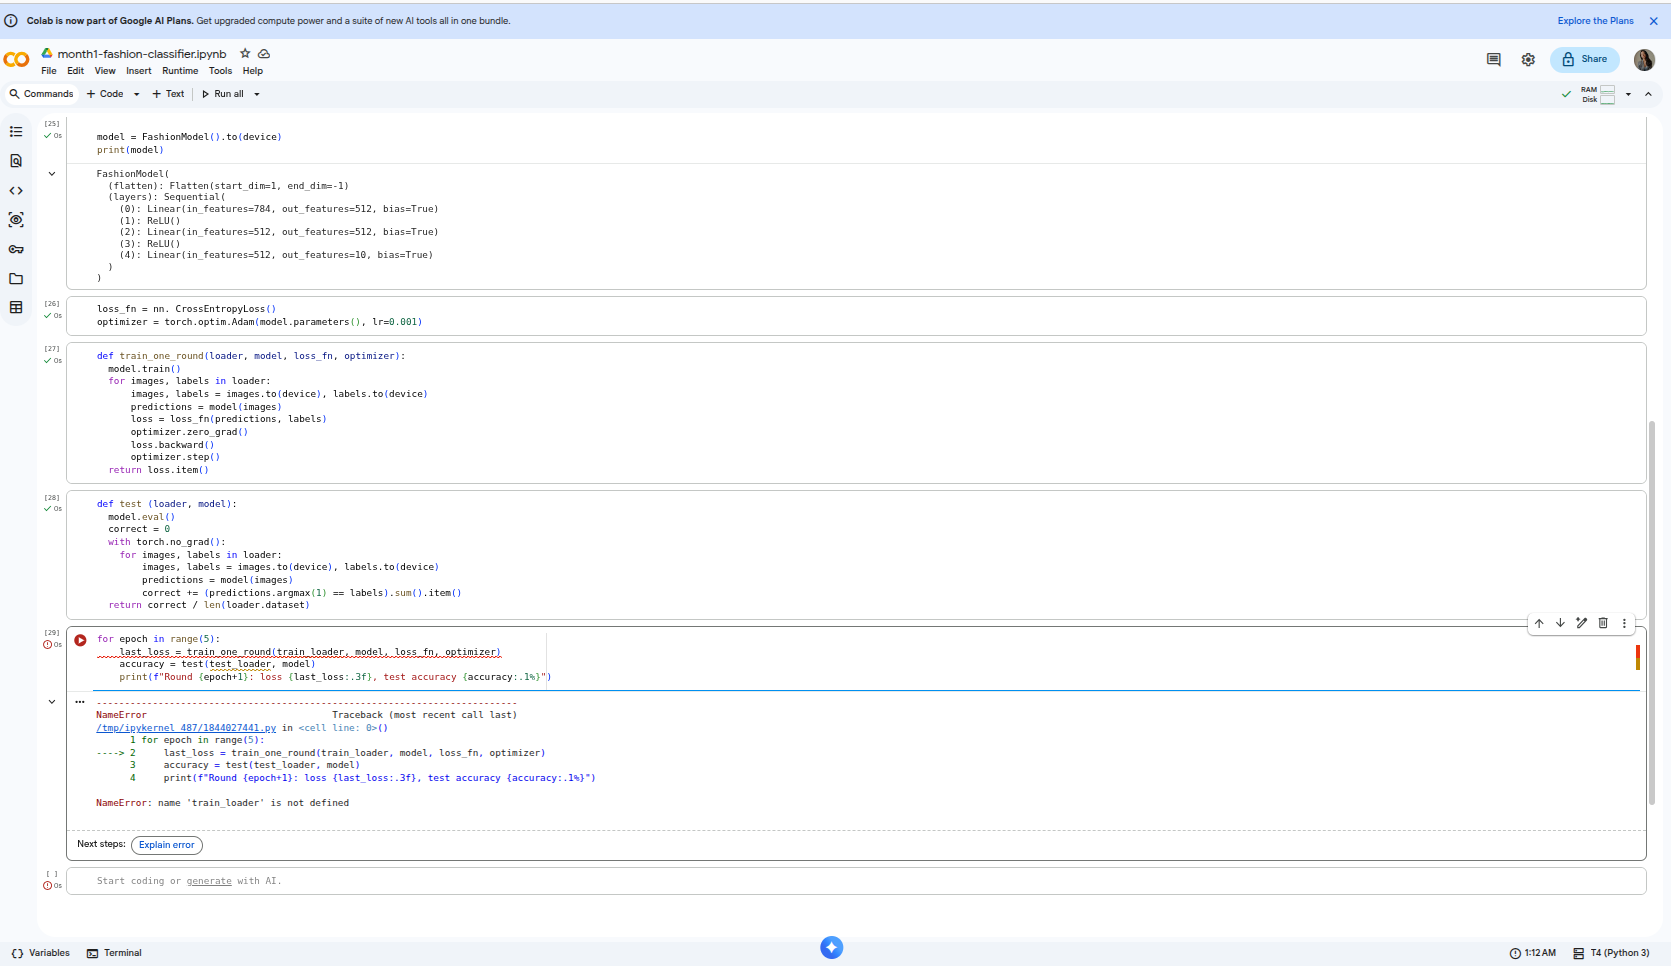 Colab is now part of Google AI Plans. Get upgraded compute power and a suite of new AI tools all in one bundle.
Explore the Plans
month1-fashion-classifier.ipynb
File Edit View Insert Runtime Tools Help
Share
Commands + Code + Text Run all
RAM
Disk
[25]
0s
model = FashionModel().to(device)
print(model)
FashionModel(
  (flatten): Flatten(start_dim=1, end_dim=-1)
  (layers): Sequential(
    (0): Linear(in_features=784, out_features=512, bias=True)
    (1): ReLU()
    (2): Linear(in_features=512, out_features=512, bias=True)
    (3): ReLU()
    (4): Linear(in_features=512, out_features=10, bias=True)
  )
)
[26]
0s
loss_fn = nn. CrossEntropyLoss()
optimizer = torch.optim.Adam(model.parameters(), lr=0.001)
[27]
0s
def train_one_round(loader, model, loss_fn, optimizer):
  model.train()
  for images, labels in loader:
      images, labels = images.to(device), labels.to(device)
      predictions = model(images)
      loss = loss_fn(predictions, labels)
      optimizer.zero_grad()
      loss.backward()
      optimizer.step()
  return loss.item()
[28]
0s
def test (loader, model):
  model.eval()
  correct = 0
  with torch.no_grad():
    for images, labels in loader:
        images, labels = images.to(device), labels.to(device)
        predictions = model(images)
        correct += (predictions.argmax(1) == labels).sum().item()
  return correct / len(loader.dataset)
[29]
0s
for epoch in range(5):
    last_loss = train_one_round(train_loader, model, loss_fn, optimizer)
    accuracy = test(test_loader, model)
    print(f"Round {epoch+1}: loss {last_loss:.3f}, test accuracy {accuracy:.1%}")
---------------------------------------------------------------------------
NameError                                 Traceback (most recent call last)
/tmp/ipykernel_487/1844027441.py in <cell line: 0>()
      1 for epoch in range(5):
----> 2     last_loss = train_one_round(train_loader, model, loss_fn, optimizer)
      3     accuracy = test(test_loader, model)
      4     print(f"Round {epoch+1}: loss {last_loss:.3f}, test accuracy {accuracy:.1%}")
NameError: name 'train_loader' is not defined
Next steps: Explain error
[ ]
0s
Start coding or generate with AI.
Variables Terminal
1:12 AM T4 (Python 3)